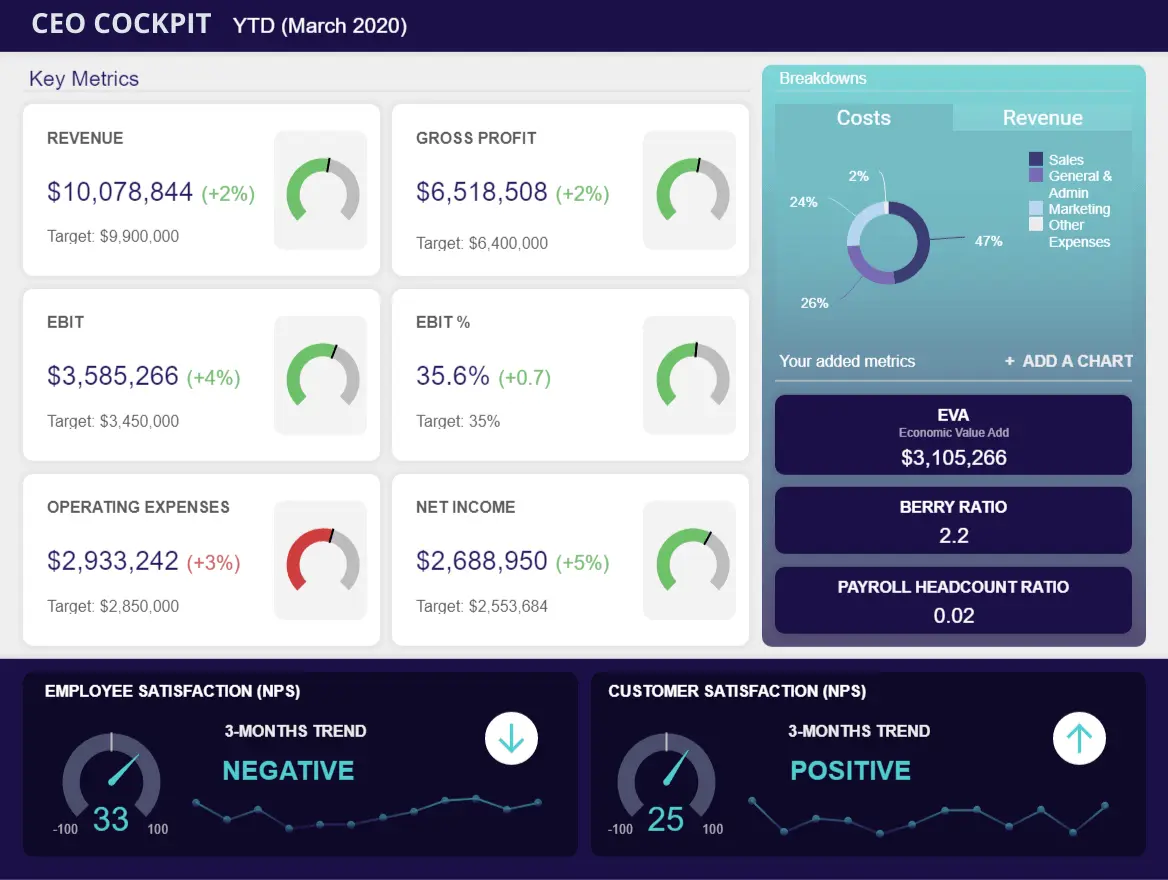 CEO COCKPIT YTD (March 2020)
Key Metrics
REVENUE
$10,078,844 (+2%)
Target: $9,900,000
GROSS PROFIT
$6,518,508 (+2%)
Target: $6,400,000
EBIT
$3,585,266 (+4%)
Target: $3,450,000
EBIT %
35.6% (+0.7)
Target: 35%
OPERATING EXPENSES
$2,933,242 (+3%)
Target: $2,850,000
NET INCOME
$2,688,950 (+5%)
Target: $2,553,684
Breakdowns
Costs Revenue
2%
24%
47%
26%
Sales
General &
Admin
Marketing
Other
Expenses
Your added metrics + ADD A CHART
EVA
Economic Value Add
$3,105,266
BERRY RATIO
2.2
PAYROLL HEADCOUNT RATIO
0.02
EMPLOYEE SATISFACTION (NPS)
3-MONTHS TREND
NEGATIVE
33
-100 100
CUSTOMER SATISFACTION (NPS)
3-MONTHS TREND
POSITIVE
25
-100 100